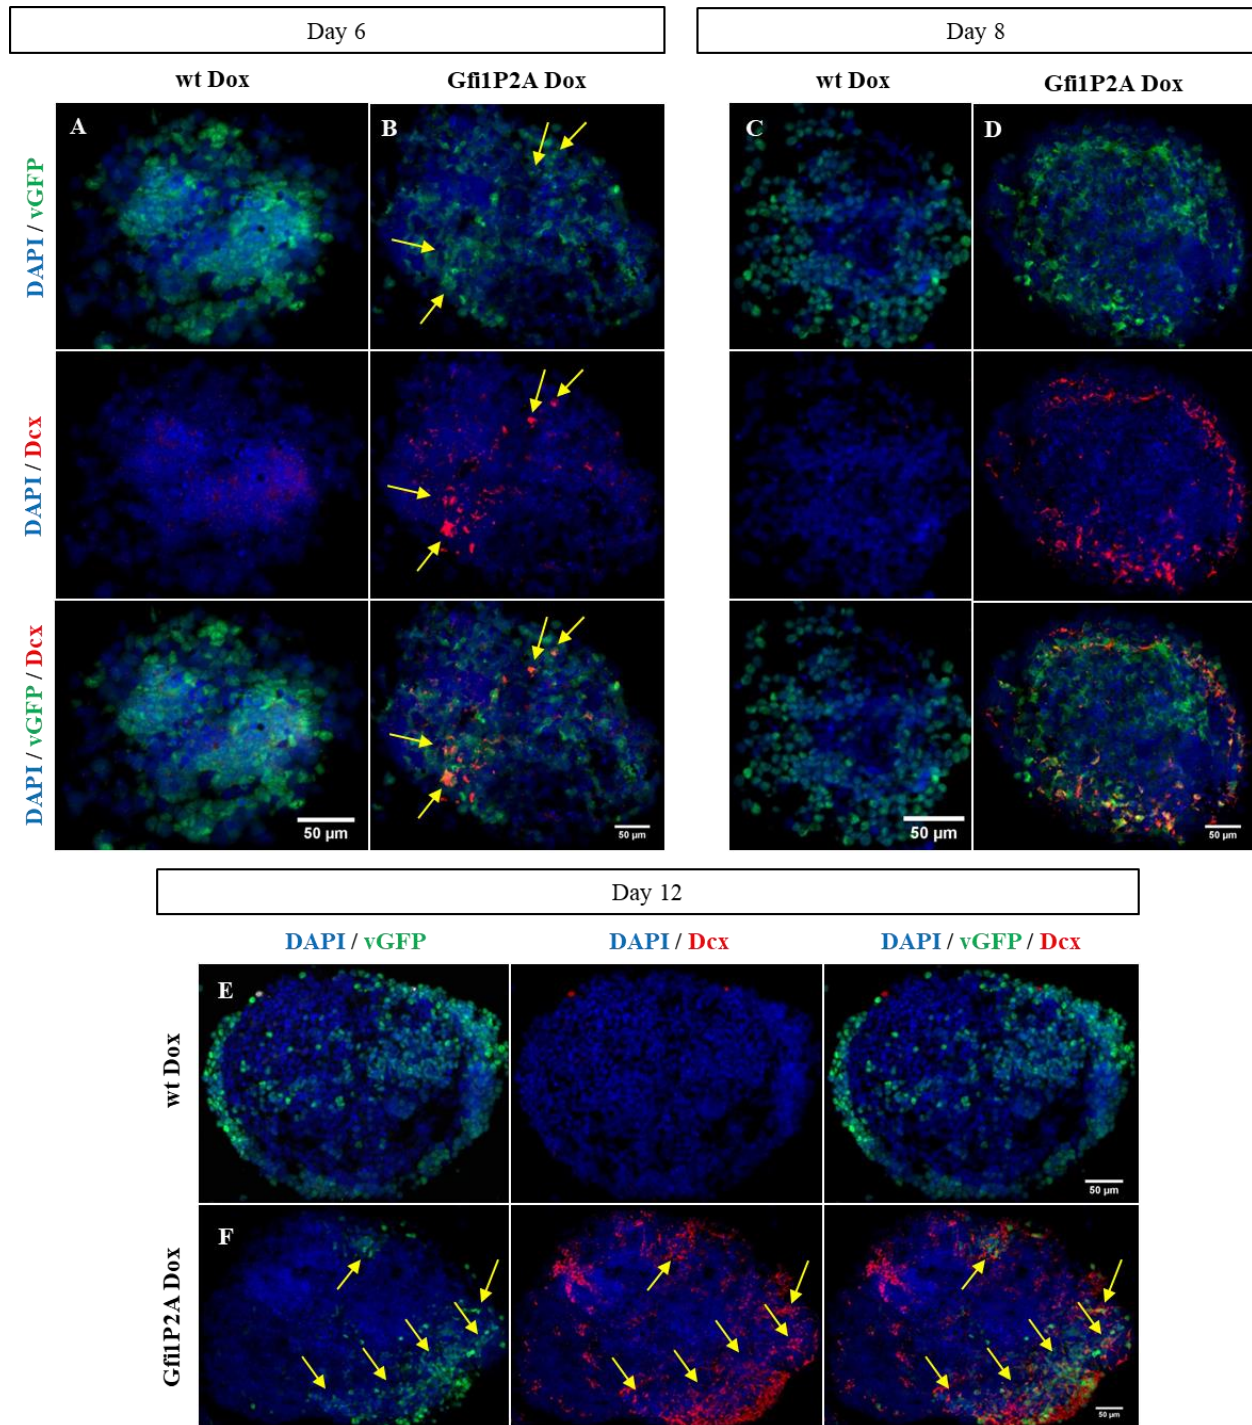 Day 6
Day 8
wt Dox
Gfi1P2A Dox
wt Dox
Gfi1P2A Dox
DAPI / vGFP
A
B
C
D
DAPI / Dcx
DAPI / vGFP / Dcx
50 µm
50 µm
50 µm
50 µm
Day 12
DAPI / vGFP
DAPI / Dcx
DAPI / vGFP / Dcx
wt Dox
E
50 µm
Gfi1P2A Dox
F
50 µm